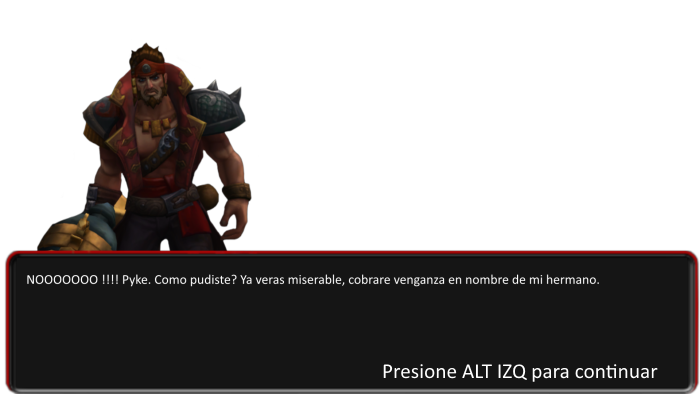 NOOOOOOO !!!! Pyke. Como pudiste? Ya veras miserable, cobrare venganza en nombre de mi hermano.
Presione ALT IZQ para continuar